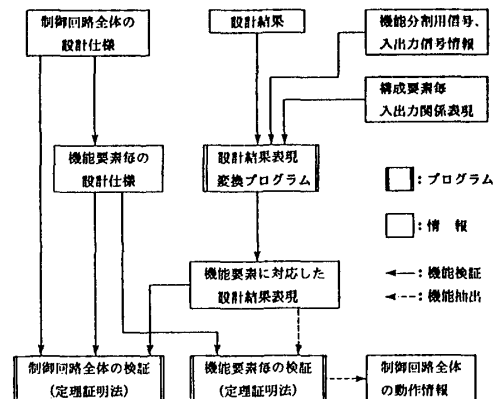 制御回路全体の
設計仕様
設計結果
機能分割用信号、
入出力信号情報
構成要素毎
入出力関係表現
機能要素毎の
設計仕様
設計結果表現
変換プログラム
:プログラム
:情 報
:機能検証
:機能抽出
機能要素に対応した
設計結果表現
制御回路全体の検証
(定理証明法)
機能要素毎の検証
(定理証明法)
制御回路全体
の動作情報